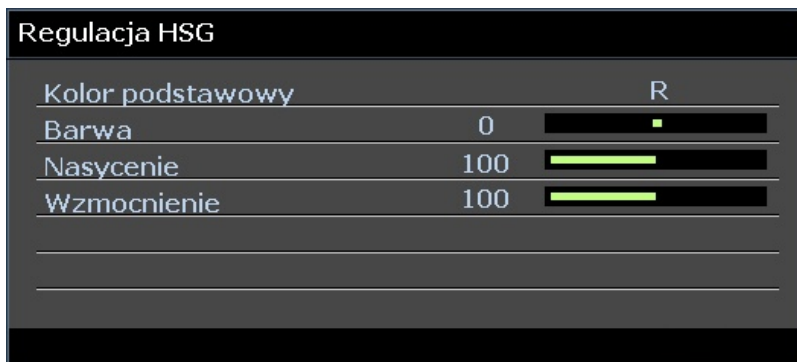 Regulacja HSG
Kolor podstawowy R
Barwa 0
Nasycenie 100
Wzmocnienie 100